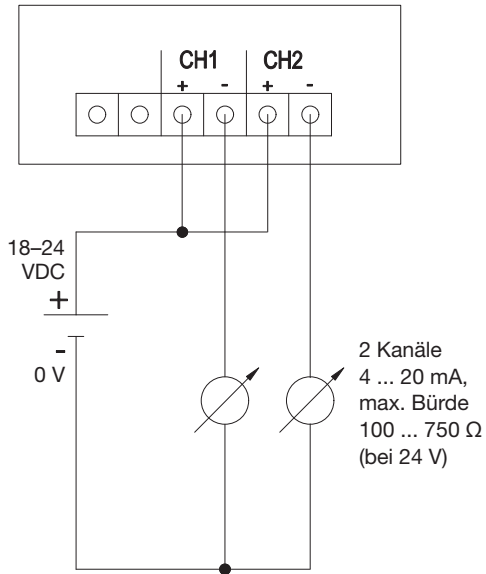 CH1 CH2
+ - + -
18–24
VDC
+
-
0 V
2 Kanäle
4 ... 20 mA,
max. Bürde
100 ... 750 Ω
(bei 24 V)